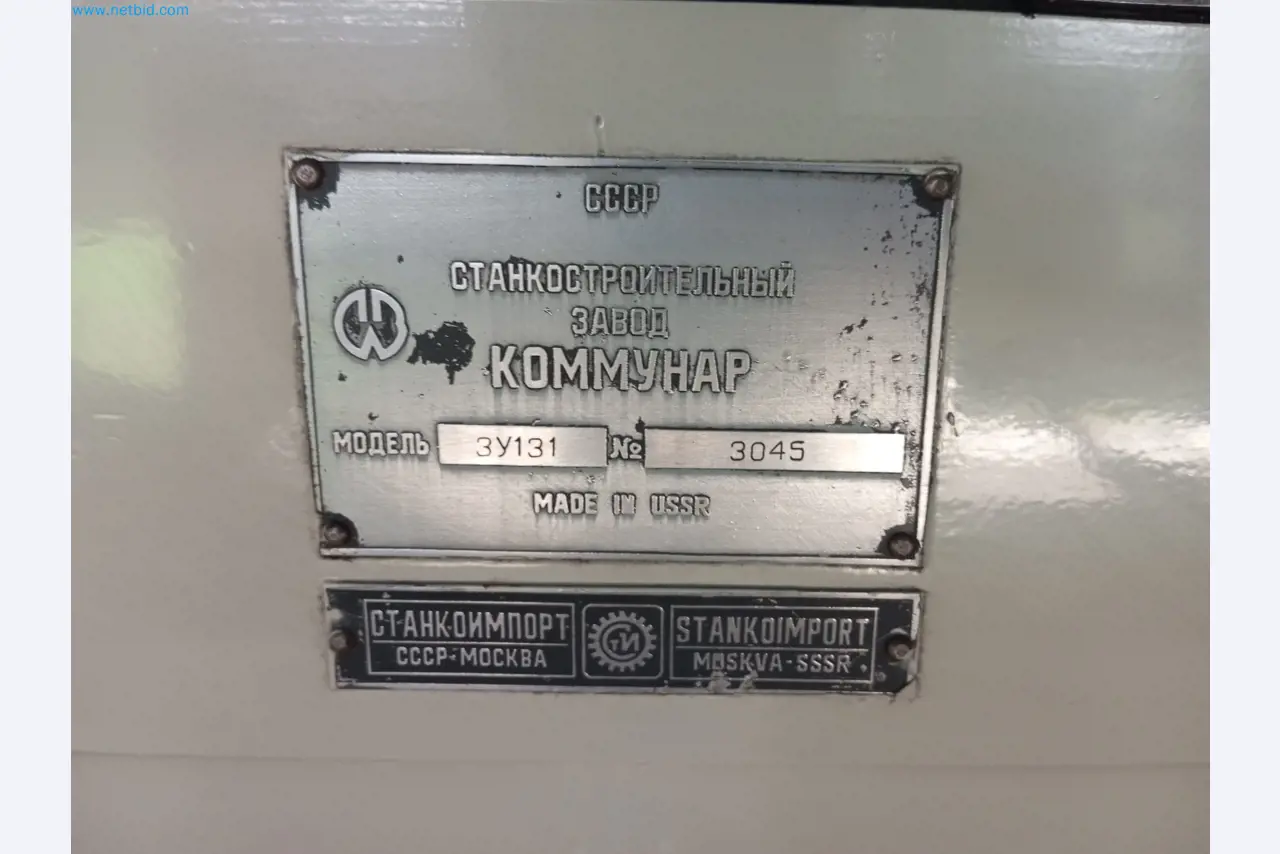 www.netbid.com
СССР
СТАНКОСТРОИТЕЛЬНЫЙ
ЗАВОД
КОММУНАР
МОДЕЛЬ 3У131 № 3045
MADE IN USSR
СТАНКОИМПОРТ СИ STANKOIMPORT
СССР-МОСКВА MOSKVA-SSSR